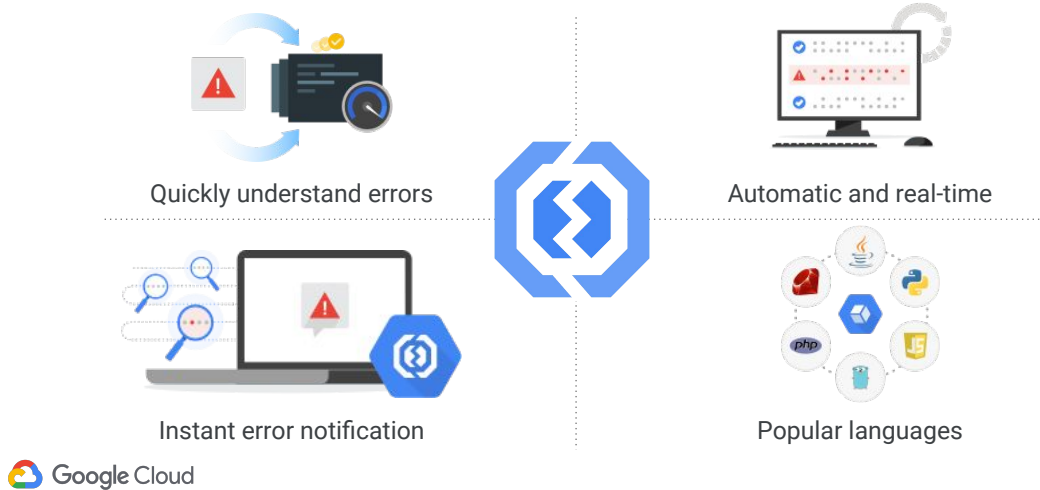 Quickly understand errors
Automatic and real-time
Instant error notification
php
JS
Popular languages
Google Cloud